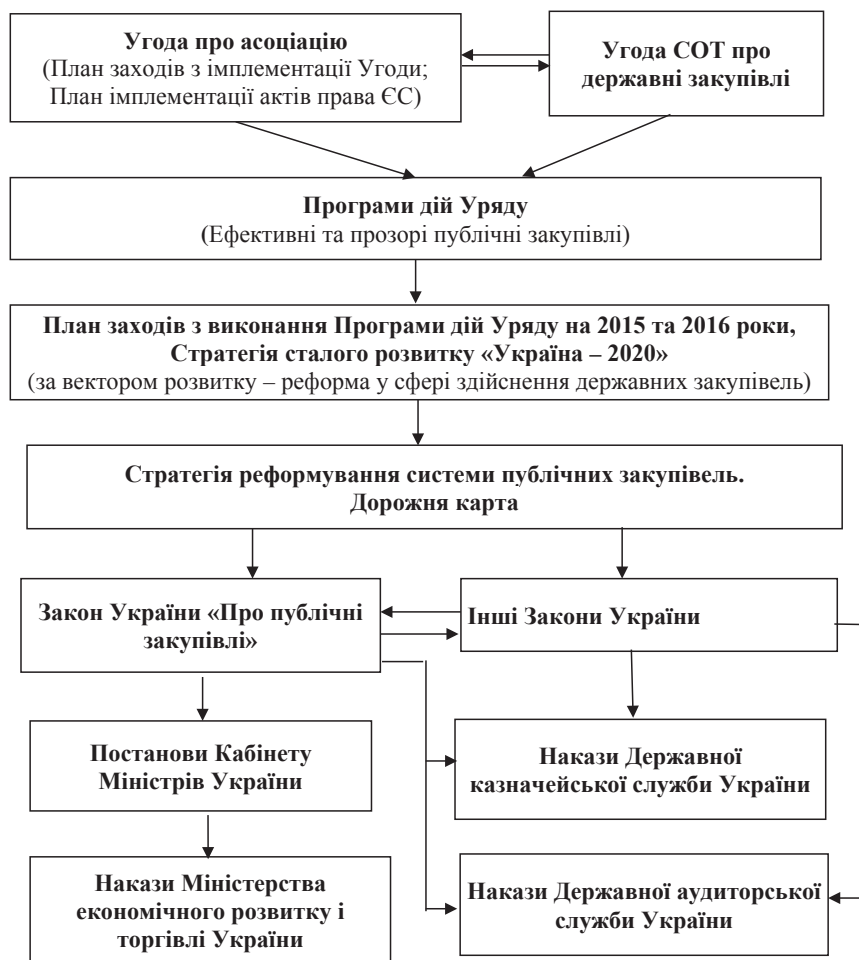 Угода про асоціацію
(План заходів з імплементації Угоди;
План імплементації актів права ЄС)
Угода СОТ про
державні закупівлі
Програми дій Уряду
(Ефективні та прозорі публічні закупівлі)
План заходів з виконання Програми дій Уряду на 2015 та 2016 роки,
Стратегія сталого розвитку «Україна – 2020»
(за вектором розвитку – реформа у сфері здійснення державних закупівель)
Стратегія реформування системи публічних закупівель.
Дорожня карта
Закон України «Про публічні
закупівлі»
Інші Закони України
Постанови Кабінету
Міністрів України
Накази Державної
казначейської служби України
Накази Міністерства
економічного розвитку і
торгівлі України
Накази Державної аудиторської
служби України